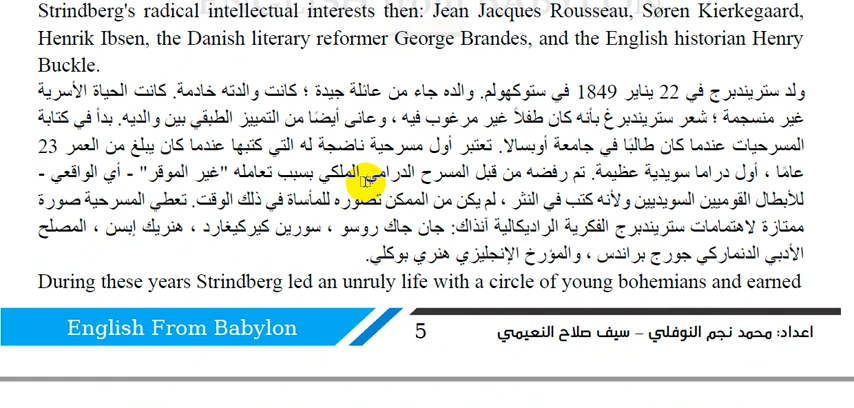 Strindberg's radical intellectual interests then: Jean Jacques Rousseau, Søren Kierkegaard,
Henrik Ibsen, the Danish literary reformer George Brandes, and the English historian Henry
Buckle.
ولد ستريندبرج في 22 يناير 1849 في ستوكهولم. والده جاء من عائلة جيدة ؛ كانت والدته خادمة. كانت الحياة الأسرية
غير منسجمة ؛ شعر ستريندبرغ بأنه كان طفلاً غير مرغوب فيه ، وعانى أيضًا من التمييز الطبقي بين والديه. بدأ في كتابة
المسرحيات عندما كان طالبًا في جامعة أوبسالا. تعتبر أول مسرحية ناضجة له التي كتبها عندما كان يبلغ من العمر 23
عامًا ، أول دراما سويدية عظيمة. تم رفضه من قبل المسرح الدرامي الملكي بسبب تعامله "غير الموقر" - أي الواقعي -
للأبطال القوميين السويديين ولأنه كتب في النثر ، لم يكن من الممكن تصوره للمأساة في ذلك الوقت. تعطي المسرحية صورة
ممتازة لاهتمامات ستريندبرج الفكرية الراديكالية آنذاك: جان جاك روسو ، سورين كيركيغارد ، هنريك إبسن ، المصلح
الأدبي الدنماركي جورج براندس ، والمؤرخ الإنجليزي هنري بوكلي.
During these years Strindberg led an unruly life with a circle of young bohemians and earned
English From Babylon
5
اعداد: محمد نجم النوفلي – سيف صلاح النعيمي